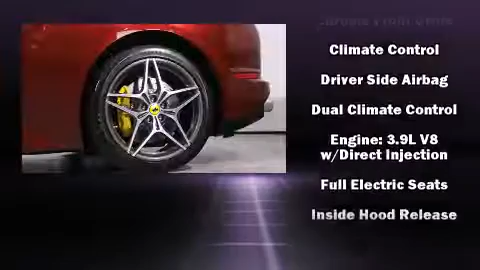 Climate Control
Driver Side Airbag
Dual Climate Control
Engine: 3.9L V8
w/Direct Injection
Full Electric Seats
Inside Hood Release